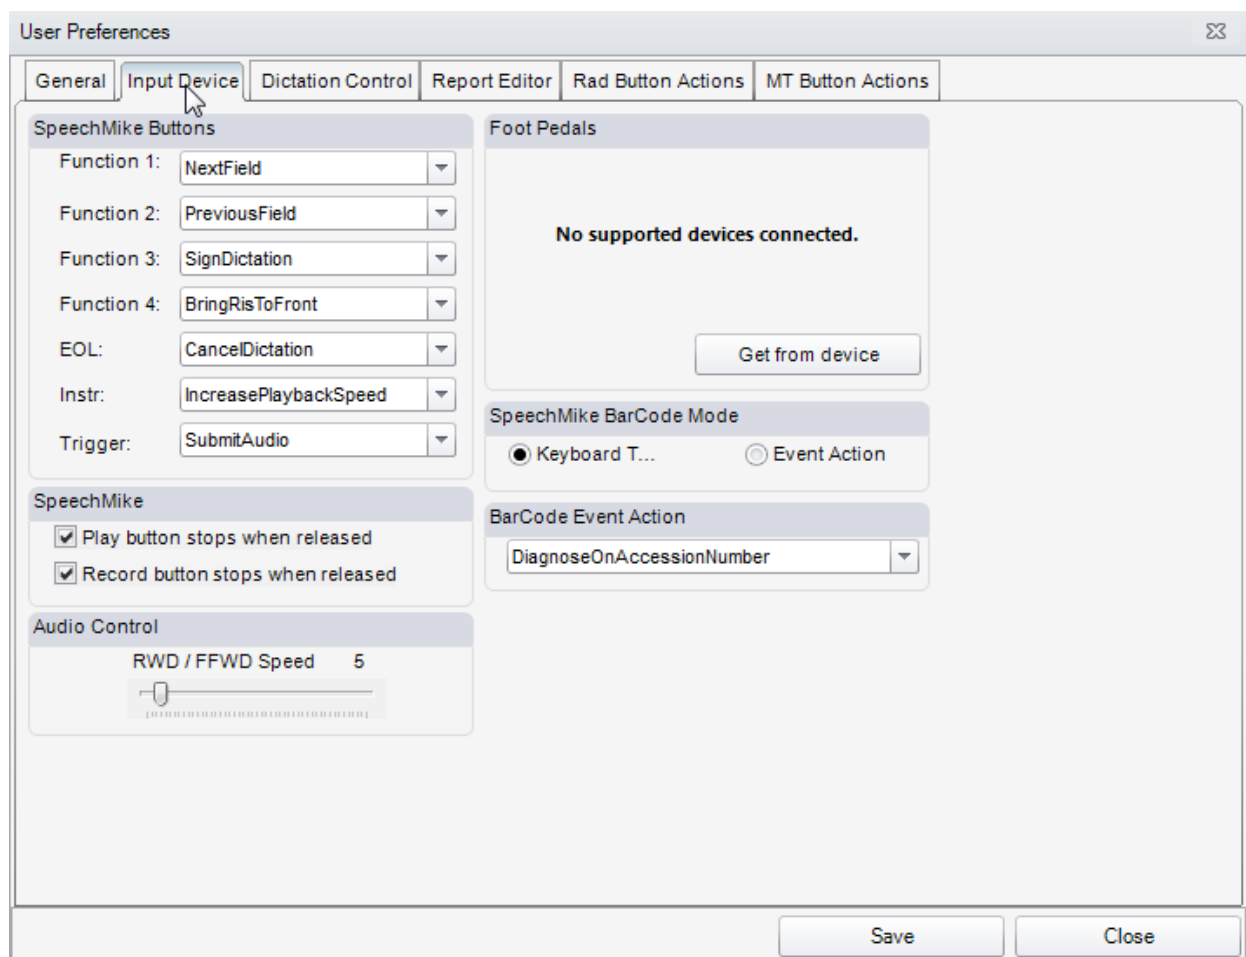 User Preferences
General
Input Device
Dictation Control
Report Editor
Rad Button Actions
MT Button Actions
SpeechMike Buttons
Function 1:
NextField
Function 2:
PreviousField
Function 3:
SignDictation
Function 4:
BringRisToFront
EOL:
CancelDictation
Instr:
IncreasePlaybackSpeed
Trigger:
SubmitAudio
SpeechMike
Play button stops when released
Record button stops when released
Audio Control
RWD / FFWD Speed 5
Foot Pedals
No supported devices connected.
Get from device
SpeechMike BarCode Mode
Keyboard T...
Event Action
BarCode Event Action
DiagnoseOnAccessionNumber
Save
Close